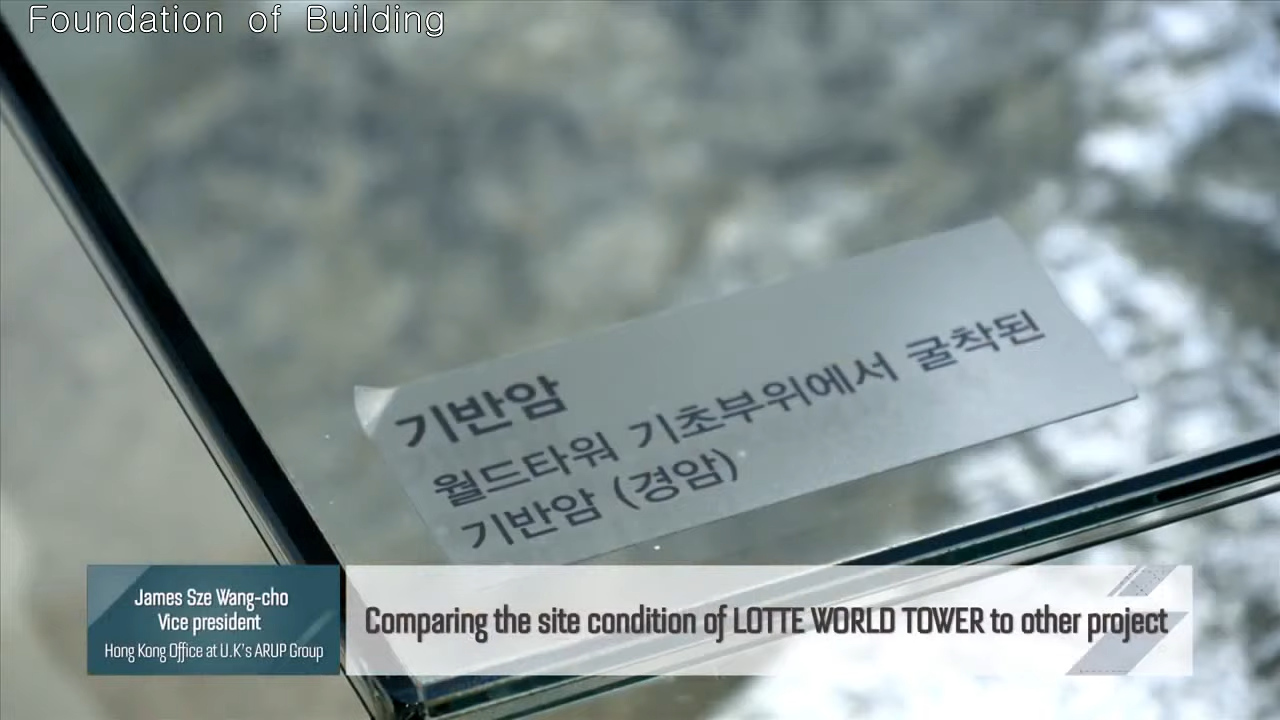 Foundation of Building
기반암
월드타워 기초부위에서 굴착된
기반암 (경암)
James Sze Wang-cho
Vice president
Hong Kong Office at U.K's ARUP Group
Comparing the site condition of LOTTE WORLD TOWER to other project